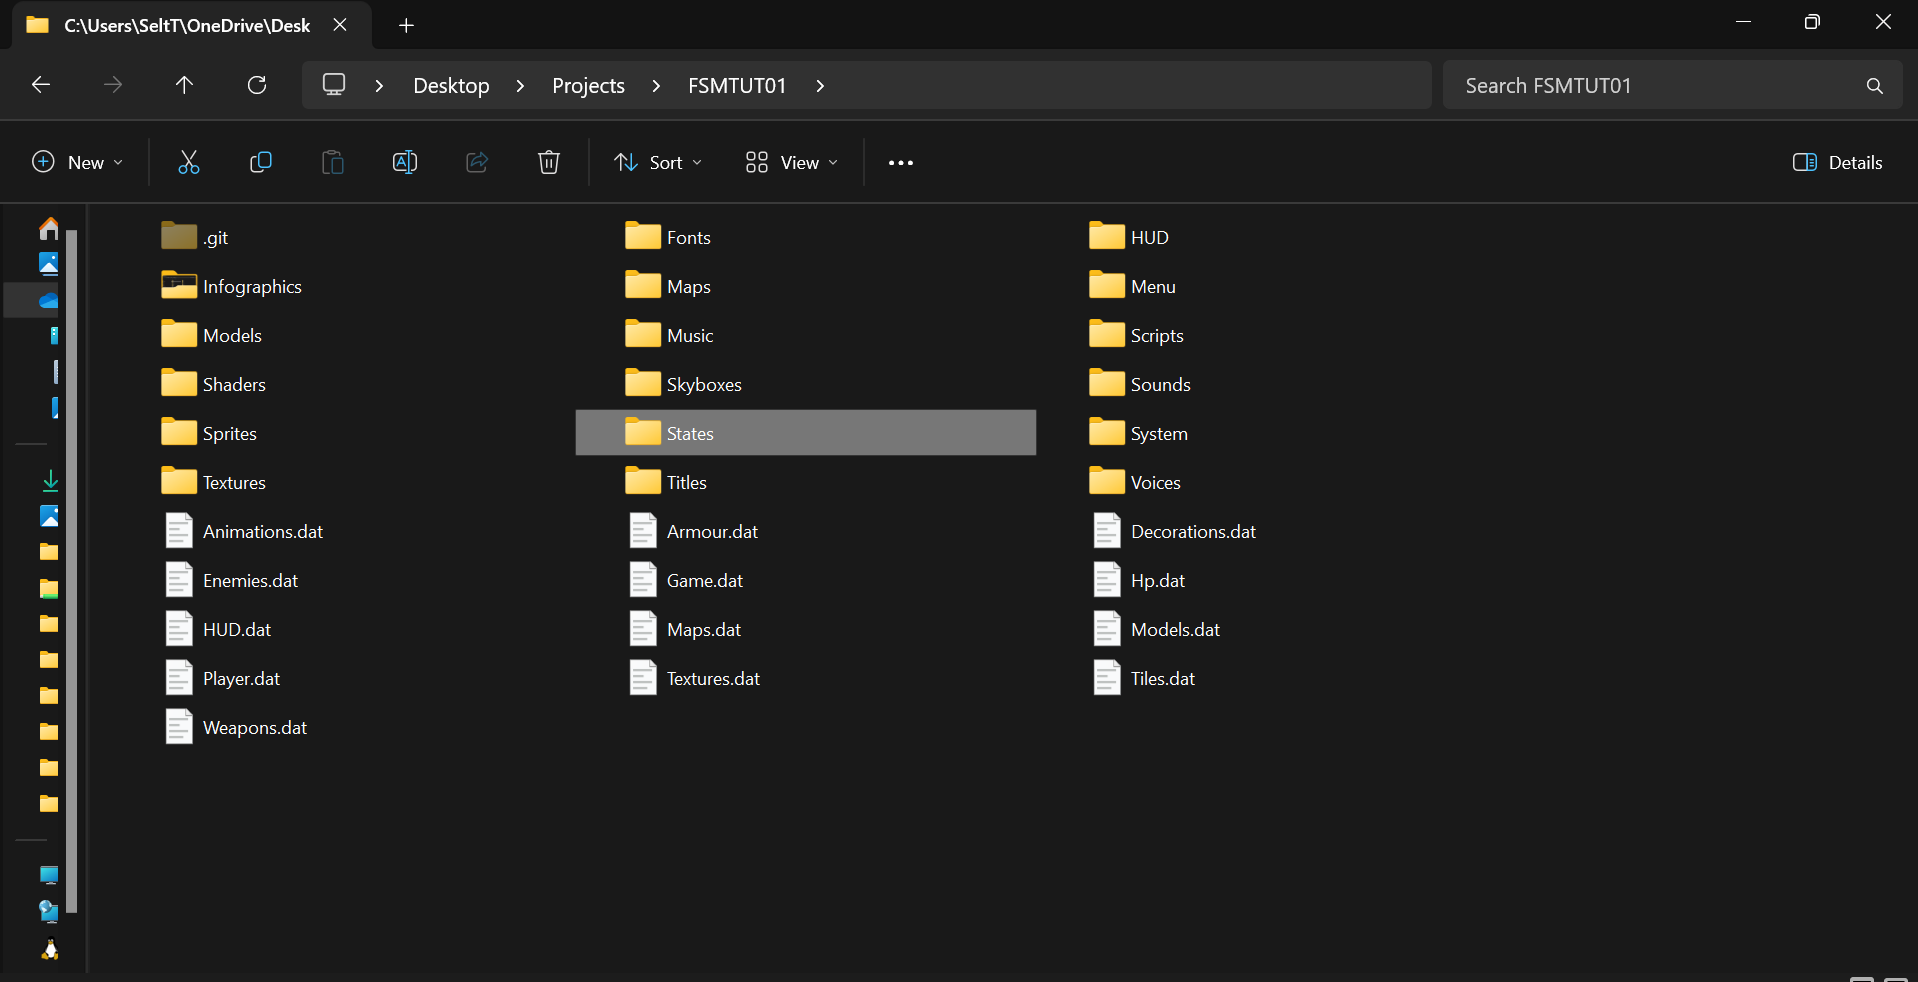 C:\Users\SeltT\OneDrive\Desk
Desktop
Projects
FSMTUT01
Search FSMTUT01
New
Sort
View
Details
.git
Fonts
HUD
Infographics
Maps
Menu
Models
Music
Scripts
Shaders
Skyboxes
Sounds
Sprites
States
System
Textures
Titles
Voices
Animations.dat
Armour.dat
Decorations.dat
Enemies.dat
Game.dat
Hp.dat
HUD.dat
Maps.dat
Models.dat
Player.dat
Textures.dat
Tiles.dat
Weapons.dat